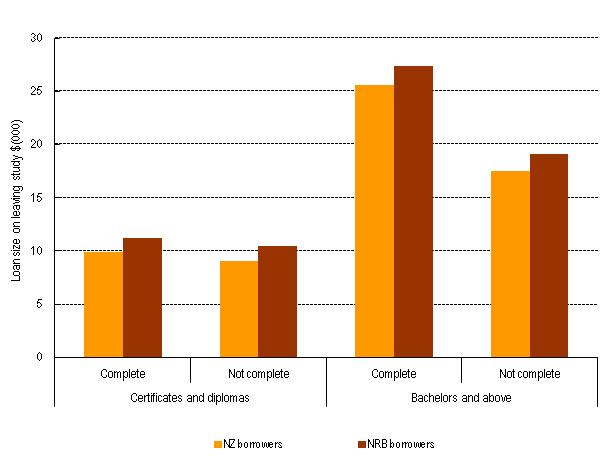 30
25
20
15
10
5
0
Loan size on leaving study $(000)
Complete Not complete Complete Not complete
Certificates and diplomas Bachelors and above
NZ borrowers NRB borrowers